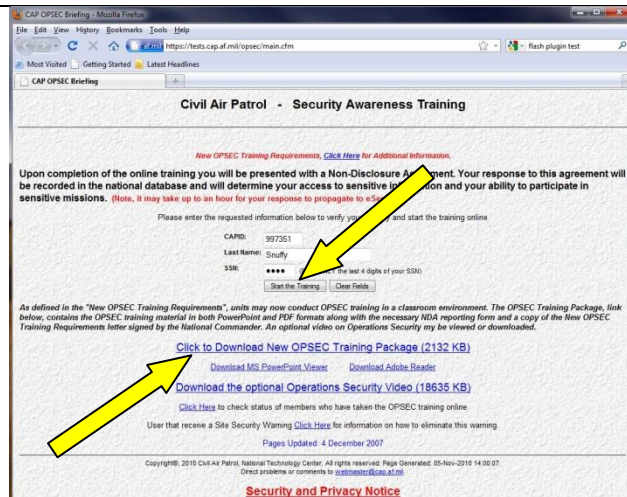 CAP OPSEC Briefing - Mozilla Firefox
File Edit View History Bookmarks Tools Help
af.mil https://tests.cap.af.mil/opsec/main.cfm
flash plugin test
Most Visited Getting Started Latest Headlines
CAP OPSEC Briefing
Civil Air Patrol - Security Awareness Training
New OPSEC Training Requirements, Click Here for Additional Information.
Upon completion of the online training you will be presented with a Non-Disclosure Agreement. Your response to this agreement will
be recorded in the national database and will determine your access to sensitive and your ability to participate in
sensitive missions. (Note, it may take up to an hour for your response to propagate to
Please enter the requested information below to verify your and start the training online
CAPID: 997351
Last Name: Snuffy
SSN: •••• the last 4 digits of your SSN)
Start the Training Clear Fields
As defined in the "New OPSEC Training Requirements", units may now conduct OPSEC training in a classroom environment. The OPSEC Training Package, link
below, contains the OPSEC training material in both PowerPoint and PDF formats along with the necessary NDA reporting form and a copy of the New OPSEC
Training Requirements letter signed by the National Commander. An optional video on Operations Security my be viewed or downloaded.
Click to Download New OPSEC Training Package (2132 KB)
Download MS PowerPoint Viewer Download Adobe Reader
Download the optional Operations Security Video (18635 KB)
Click Here to check status of members who have taken the OPSEC training online
User that receive a Site Security Warning Click Here for information on how to eliminate this warning.
Pages Updated: 4 December 2007
Copyright©, 2010 Civil Air Patrol, National Technology Center. All rights reserved. Page Generated: 05-Nov-2010 14:00:07.
Direct problems or comments to webmaster@cap.af.mil.
Security and Privacy Notice